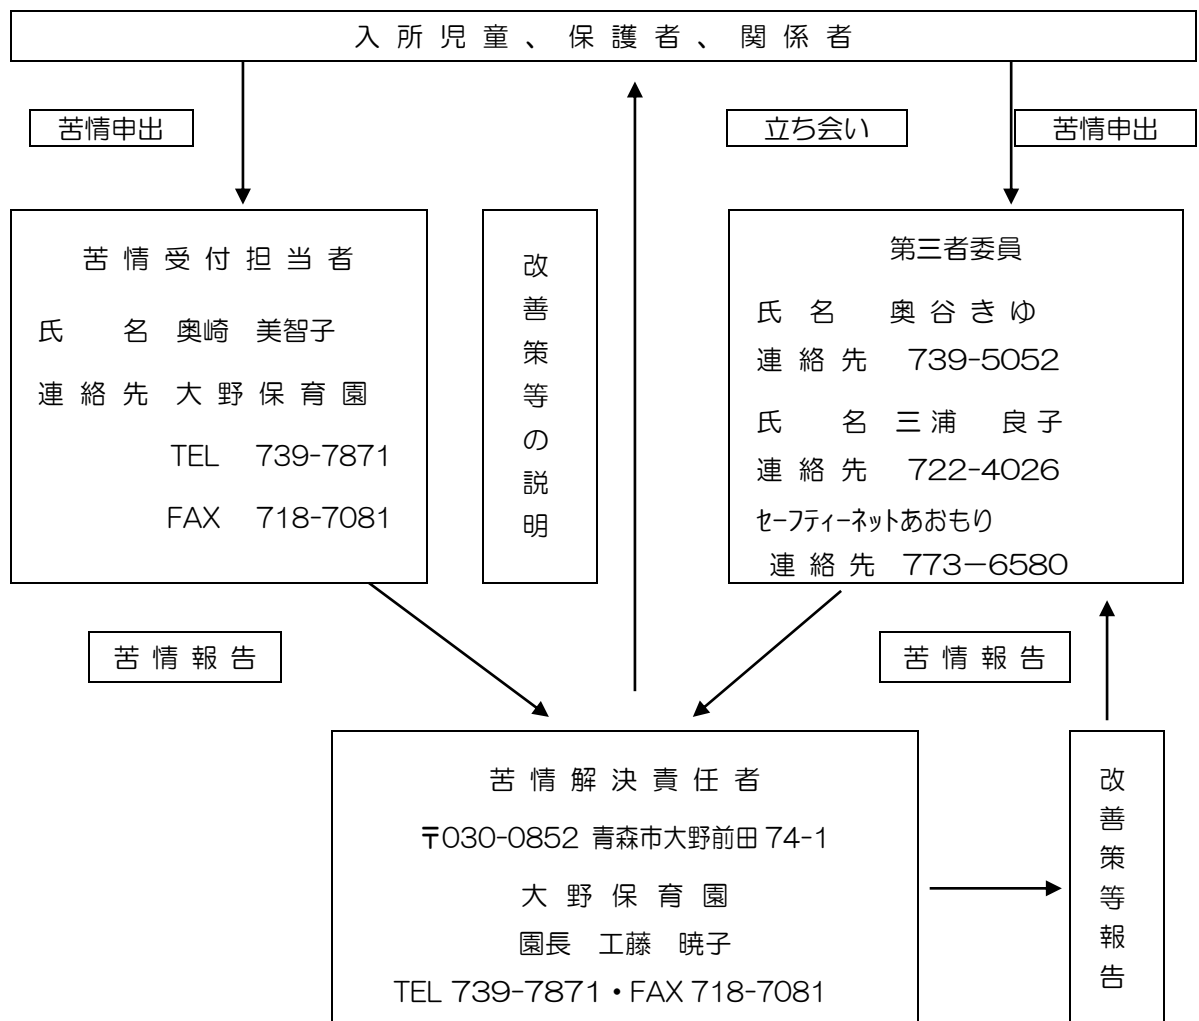 入所児童、保護者、関係者
苦情申出
立ち会い
苦情申出
苦情受付担当者
氏　　名　奥崎　美智子
連絡先　大野保育園
TEL　739-7871
FAX　718-7081
改善策等の説明
第三者委員
氏　名　奥谷きゆ
連絡先　739-5052
氏　　名　三浦　良子
連絡先　722-4026
セーフティーネットあおもり
連絡先　773－6580
苦情報告
苦情報告
苦情解決責任者
〒030-0852 青森市大野前田 74-1
大野保育園
園長　工藤　暁子
TEL 739-7871・FAX 718-7081
改善策等報告